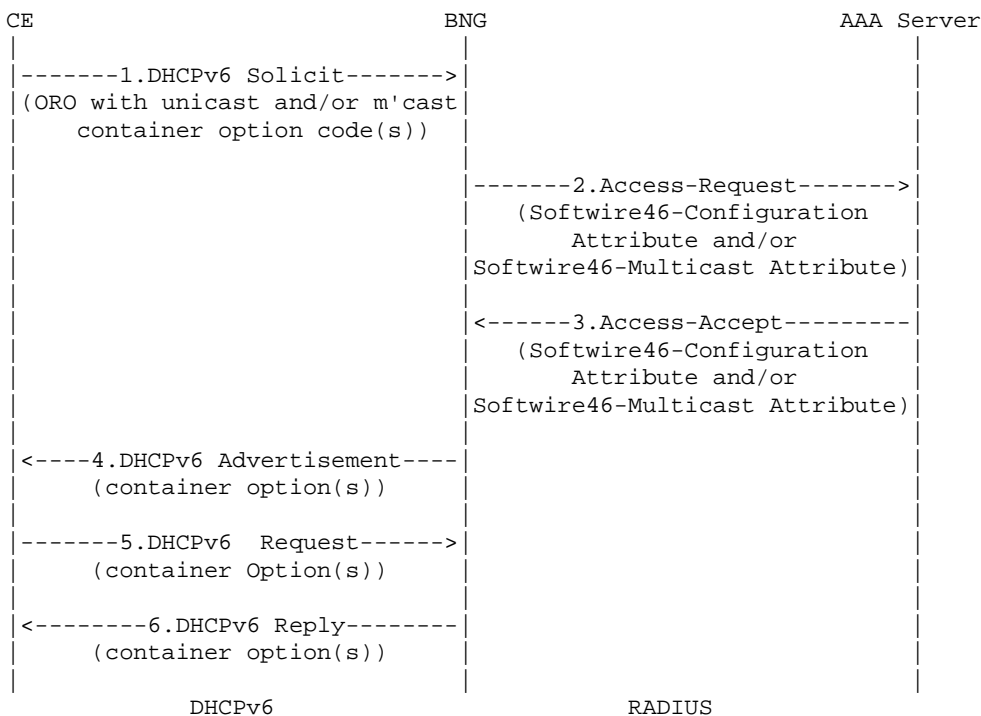 CE BNG AAA Server
-------1.DHCPv6 Solicit------->
(ORO with unicast and/or m'cast
container option code(s))
-------2.Access-Request------->
(Softwire46-Configuration
Attribute and/or
Softwire46-Multicast Attribute)
<------3.Access-Accept---------
(Softwire46-Configuration
Attribute and/or
Softwire46-Multicast Attribute)
<----4.DHCPv6 Advertisement----
(container option(s))
-------5.DHCPv6  Request------>
(container Option(s))
<--------6.DHCPv6 Reply--------
(container option(s))
DHCPv6 RADIUS